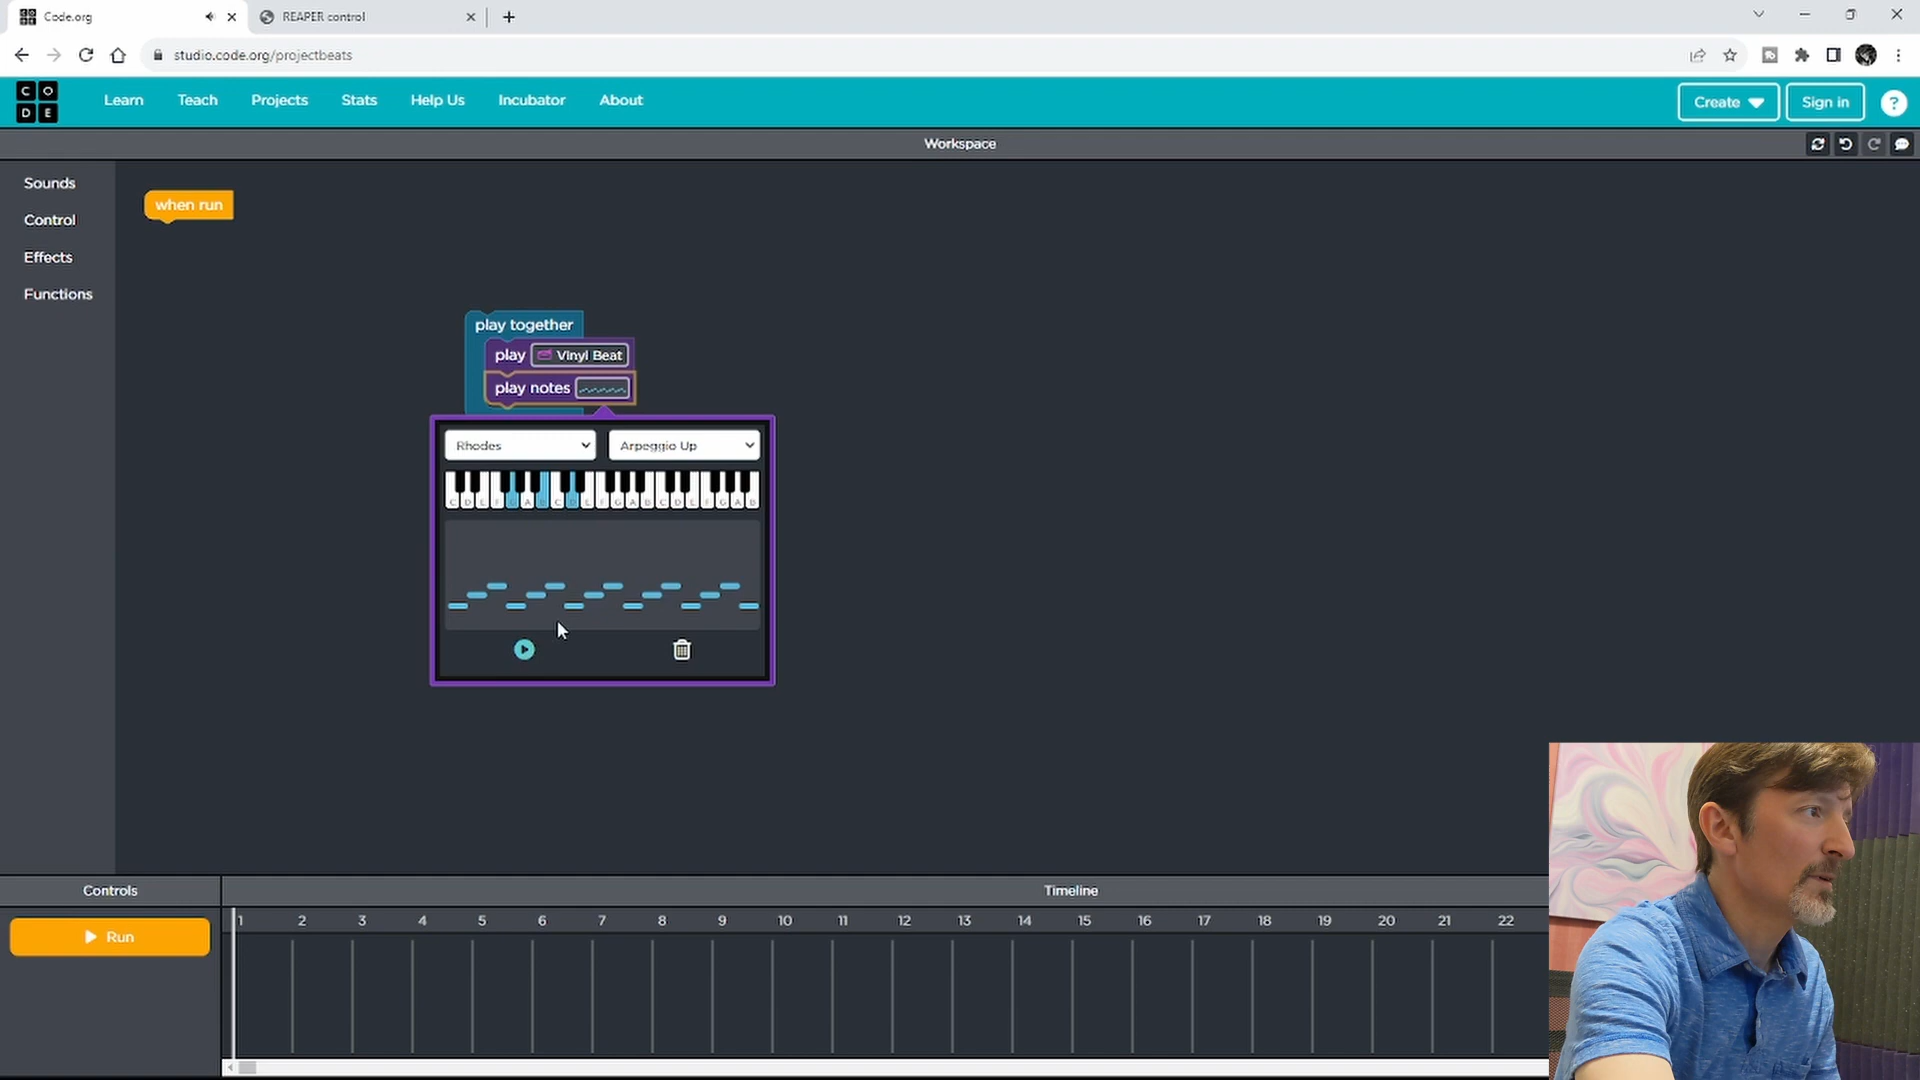 Code.org
REAPER control
studio.code.org/projectbeats
C O
D E
Learn
Teach
Projects
Stats
Help Us
Incubator
About
Create
Sign in
?
Workspace
Sounds
Control
Effects
Functions
when run
play together
play Vinyl Beat
play notes
Rhodes
Arpeggio Up
Controls
Timeline
Run
1 2 3 4 5 6 7 8 9 10 11 12 13 14 15 16 17 18 19 20 21 22